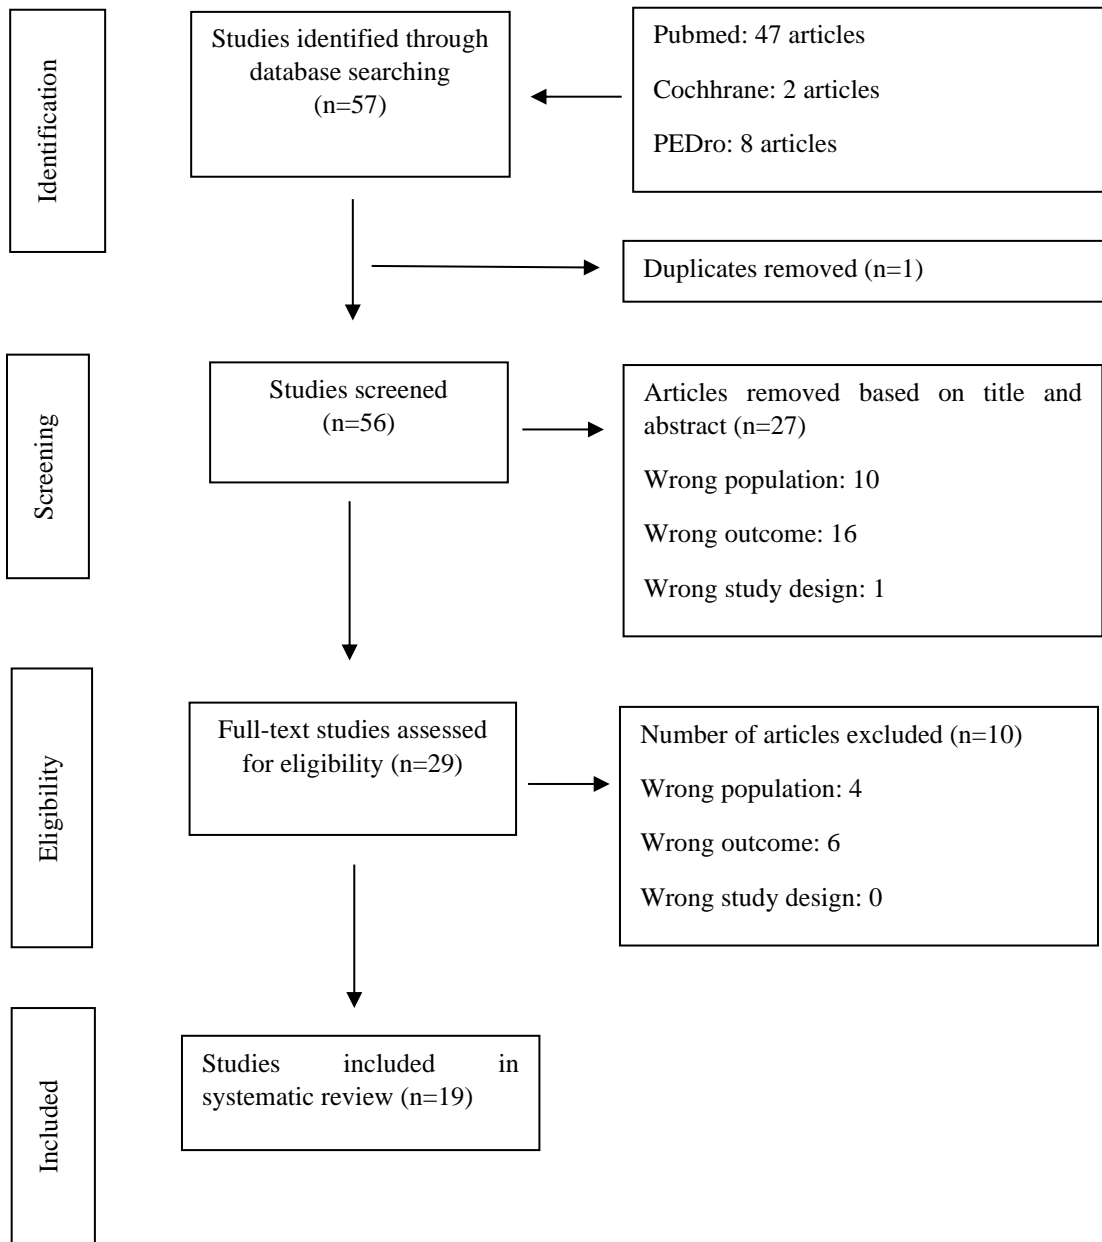 Identification
Studies identified through
database searching
(n=57)
Pubmed: 47 articles
Cochhrane: 2 articles
PEDro: 8 articles
Duplicates removed (n=1)
Screening
Studies screened
(n=56)
Articles removed based on title and
abstract (n=27)
Wrong population: 10
Wrong outcome: 16
Wrong study design: 1
Eligibility
Full-text studies assessed
for eligibility (n=29)
Number of articles excluded (n=10)
Wrong population: 4
Wrong outcome: 6
Wrong study design: 0
Included
Studies included in
systematic review (n=19)